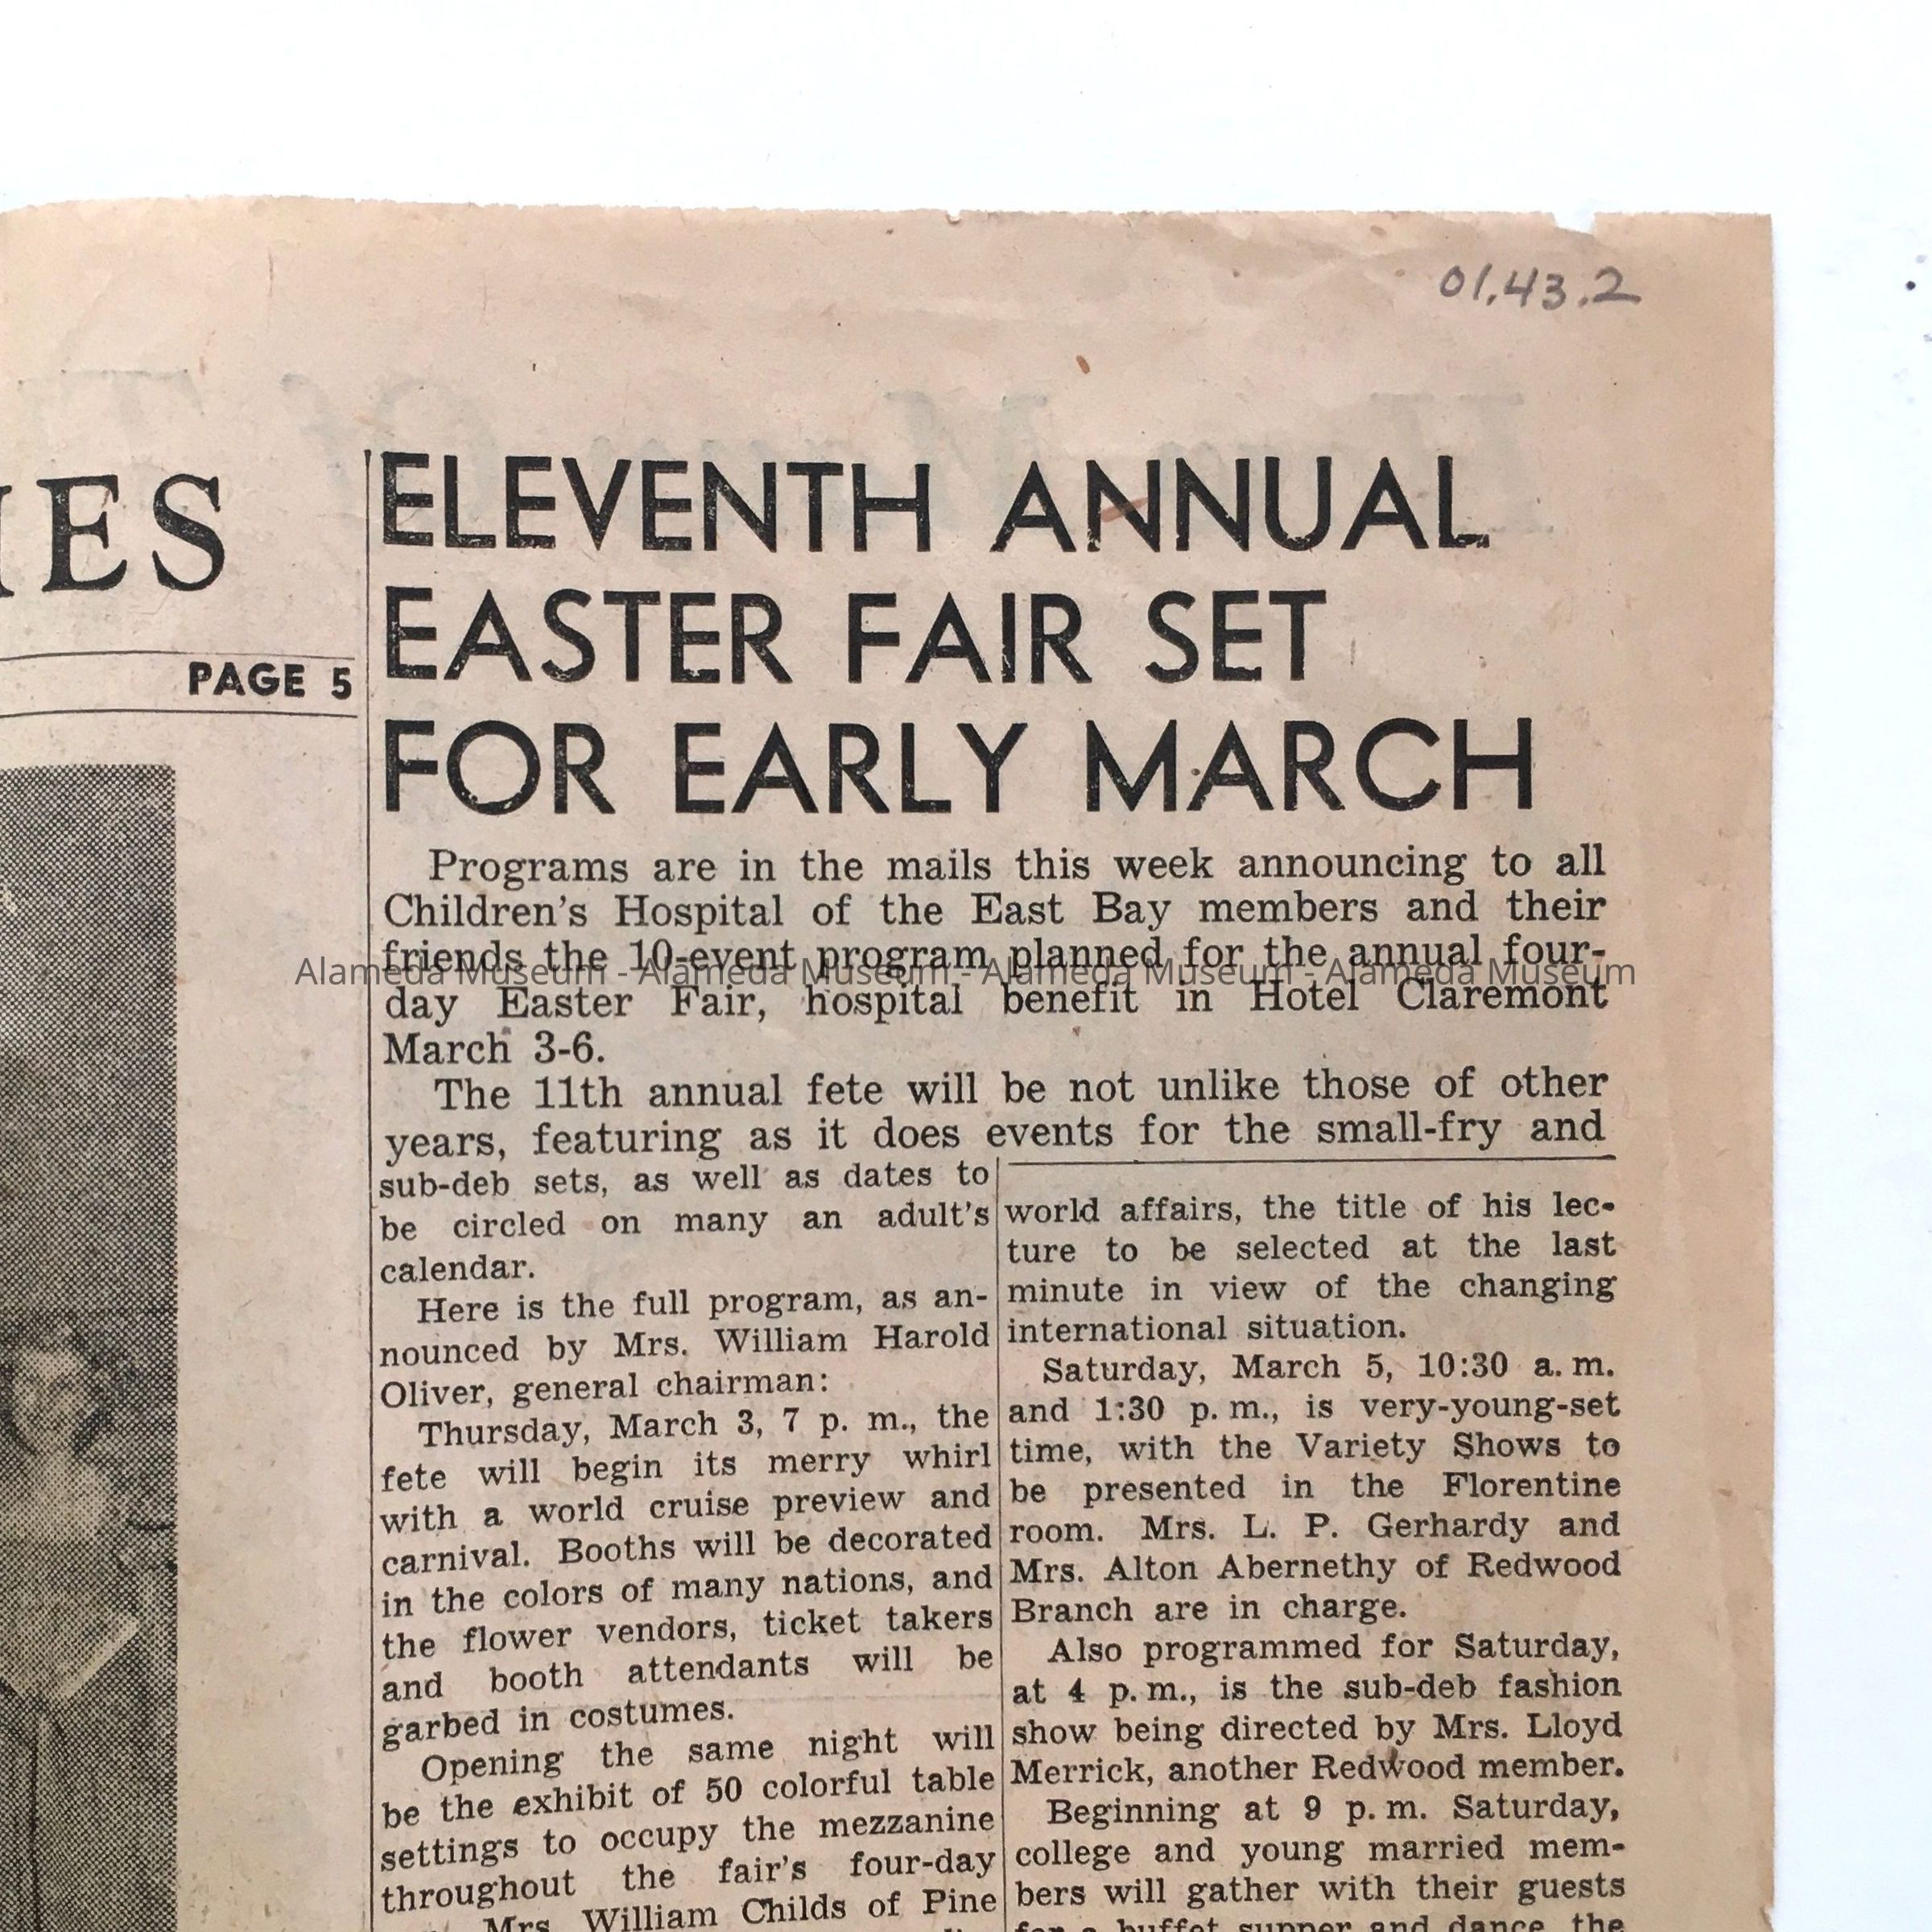 01.43.2
ES
PAGE 5
ELEVENTH ANNUAL
EASTER FAIR SET
FOR EARLY MARCH
Programs are in the mails this week announcing to all
Children's Hospital of the East Bay members and their
friends the 10-event program planned for the annual four-
day Easter Fair, hospital benefit in Hotel Claremont
March 3-6.
The 11th annual fete will be not unlike those of other
years, featuring as it does events for the small-fry and
sub-deb sets, as well as dates to
be circled on many an adult's
calendar.
Here is the full program, as an-
nounced by Mrs. William Harold
Oliver, general chairman:
Thursday, March 3, 7 p. m., the
fete will begin its merry whirl
with a world cruise preview and
carnival. Booths will be decorated
in the colors of many nations, and
the flower vendors, ticket takers
and booth attendants will be
garbed in costumes.
Opening the same night will
be the exhibit of 50 colorful table
settings to occupy the mezzanine
throughout the fair's four-day
Mrs. William Childs of Pine
world affairs, the title of his lec-
ture to be selected at the last
minute in view of the changing
international situation.
Saturday, March 5, 10:30 a. m.
and 1:30 p. m., is very-young-set
time, with the Variety Shows to
be presented in the Florentine
room. Mrs. L. P. Gerhardy and
Mrs. Alton Abernethy of Redwood
Branch are in charge.
Also programmed for Saturday,
at 4 p. m., is the sub-deb fashion
show being directed by Mrs. Lloyd
Merrick, another Redwood member.
Beginning at 9 p. m. Saturday,
college and young married mem-
bers will gather with their guests
for a buffet supper and dance, the
Alameda Museum - Alameda Museum - Alameda Museum - Alameda Museum